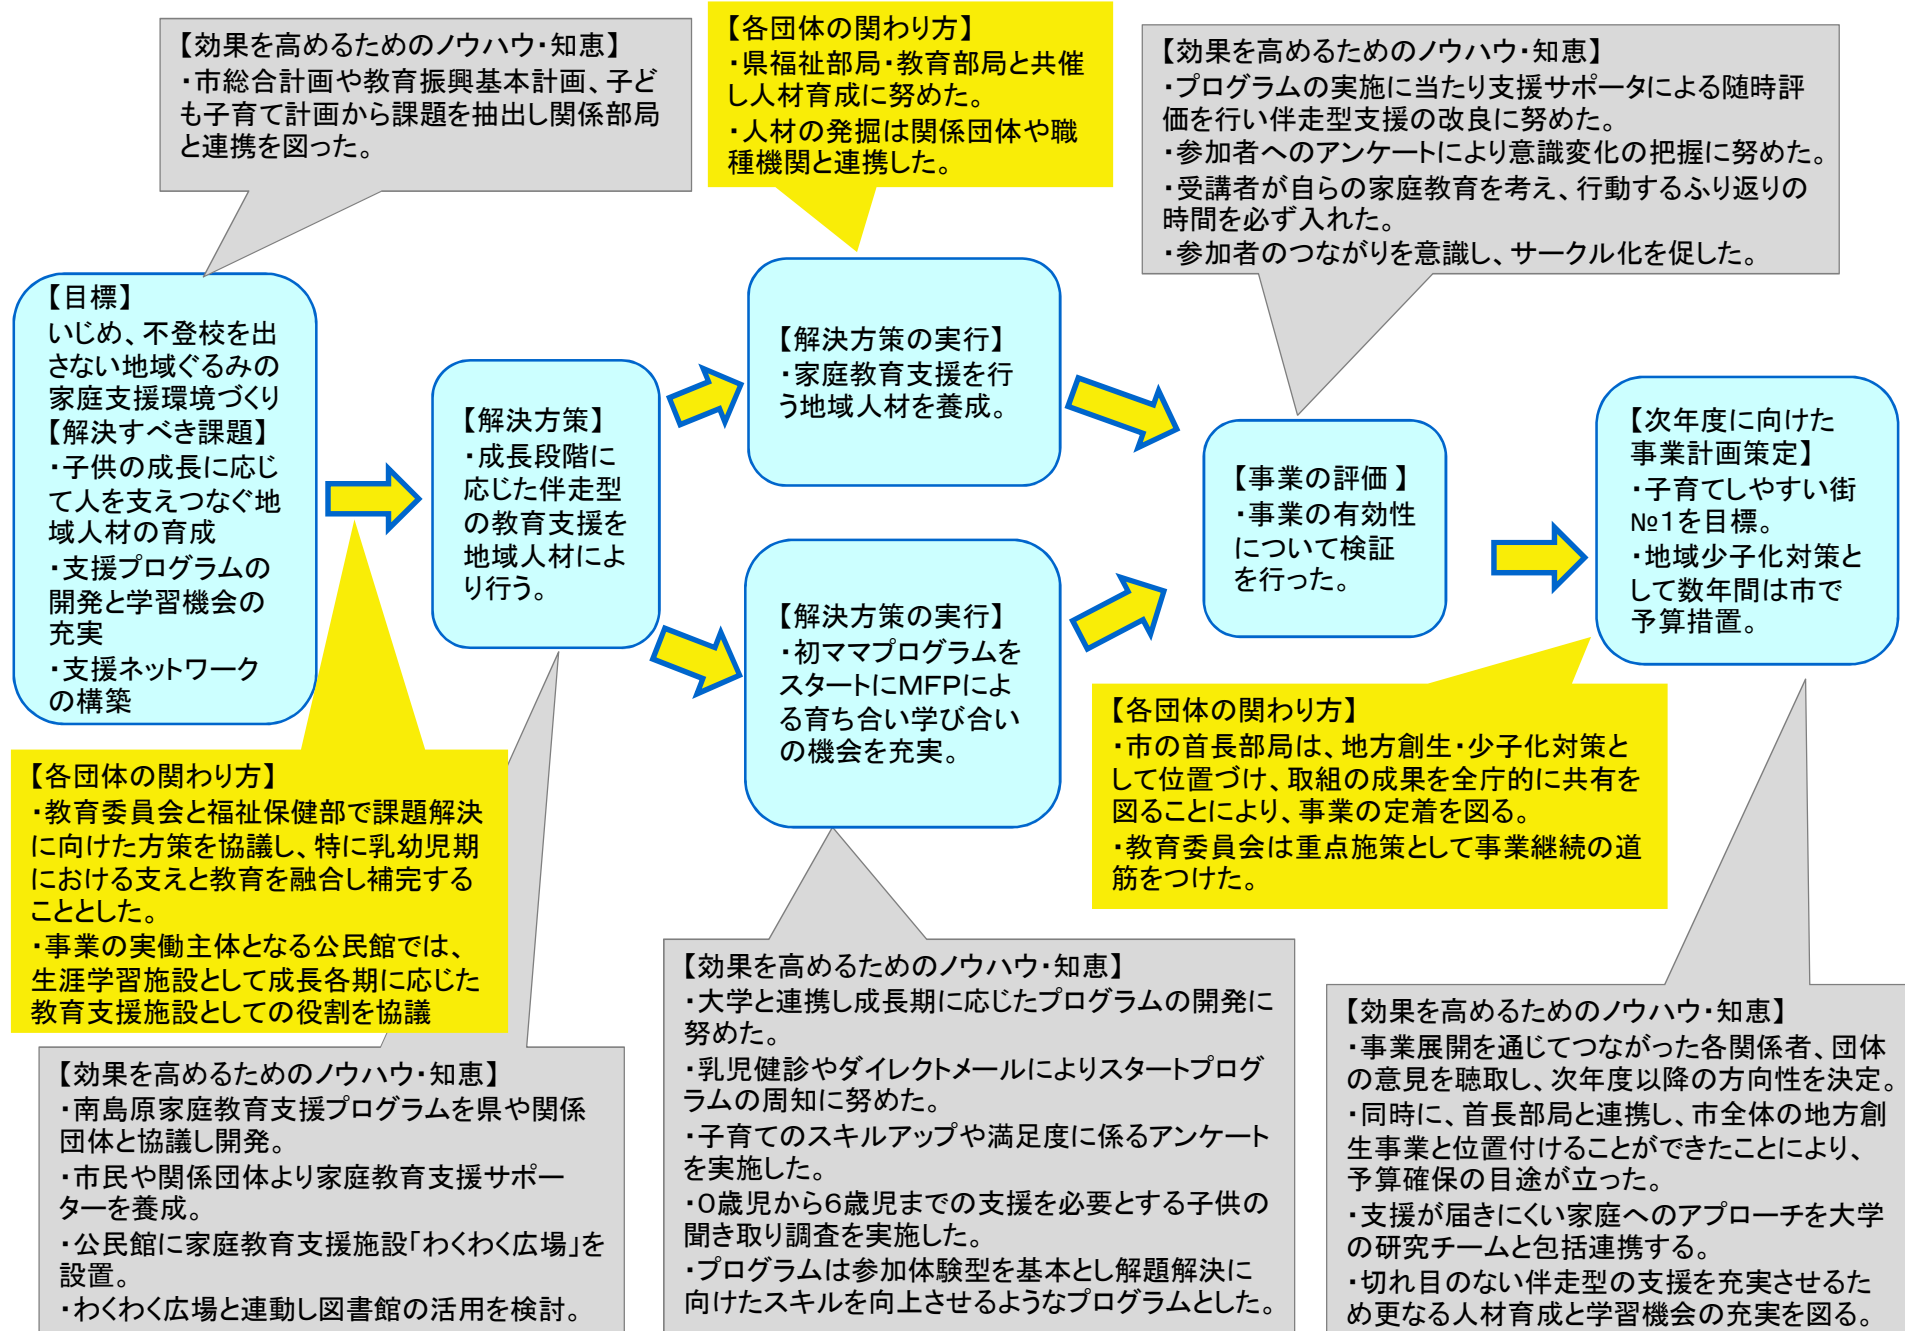 【効果を高めるためのノウハウ・知恵】
・市総合計画や教育振興基本計画、子ど
も子育て計画から課題を抽出し関係部局
と連携を図った。
【各団体の関わり方】
・県福祉部局・教育部局と共催
し人材育成に努めた。
・人材の発掘は関係団体や職
種機関と連携した。
【効果を高めるためのノウハウ・知恵】
・プログラムの実施に当たり支援サポータによる随時評
価を行い伴走型支援の改良に努めた。
・参加者へのアンケートにより意識変化の把握に努めた。
・受講者が自らの家庭教育を考え、行動するふり返りの
時間を必ず入れた。
・参加者のつながりを意識し、サークル化を促した。
【目標】
いじめ、不登校を出
さない地域ぐるみの
家庭支援環境づくり
【解決すべき課題】
・子供の成長に応じ
て人を支えつなぐ地
域人材の育成
・支援プログラムの
開発と学習機会の
充実
・支援ネットワーク
の構築
【解決方策】
・成長段階に
応じた伴走型
の教育支援を
地域人材によ
り行う。
【解決方策の実行】
・家庭教育支援を行
う地域人材を養成。
【解決方策の実行】
・初ママプログラムを
スタートにMFPによ
る育ち合い学び合い
の機会を充実。
【事業の評価】
・事業の有効性
について検証
を行った。
【次年度に向けた
事業計画策定】
・子育てしやすい街
№1を目標。
・地域少子化対策と
して数年間は市で
予算措置。
【各団体の関わり方】
・教育委員会と福祉保健部で課題解決
に向けた方策を協議し、特に乳幼児期
における支えと教育を融合し補完する
こととした。
・事業の実働主体となる公民館では、
生涯学習施設として成長各期に応じた
教育支援施設としての役割を協議
【各団体の関わり方】
・市の首長部局は、地方創生・少子化対策と
して位置づけ、取組の成果を全庁的に共有を
図ることにより、事業の定着を図る。
・教育委員会は重点施策として事業継続の道
筋をつけた。
【効果を高めるためのノウハウ・知恵】
・南島原家庭教育支援プログラムを県や関係
団体と協議し開発。
・市民や関係団体より家庭教育支援サポー
ターを養成。
・公民館に家庭教育支援施設「わくわく広場」を
設置。
・わくわく広場と連動し図書館の活用を検討。
【効果を高めるためのノウハウ・知恵】
・大学と連携し成長期に応じたプログラムの開発に
努めた。
・乳児健診やダイレクトメールによりスタートプログ
ラムの周知に努めた。
・子育てのスキルアップや満足度に係るアンケート
を実施した。
・0歳児から6歳児までの支援を必要とする子供の
聞き取り調査を実施した。
・プログラムは参加体験型を基本とし解題解決に
向けたスキルを向上させるようなプログラムとした。
【効果を高めるためのノウハウ・知恵】
・事業展開を通じてつながった各関係者、団体
の意見を聴取し、次年度以降の方向性を決定。
・同時に、首長部局と連携し、市全体の地方創
生事業と位置付けることができたことにより、
予算確保の目途が立った。
・支援が届きにくい家庭へのアプローチを大学
の研究チームと包括連携する。
・切れ目のない伴走型の支援を充実させるた
め更なる人材育成と学習機会の充実を図る。